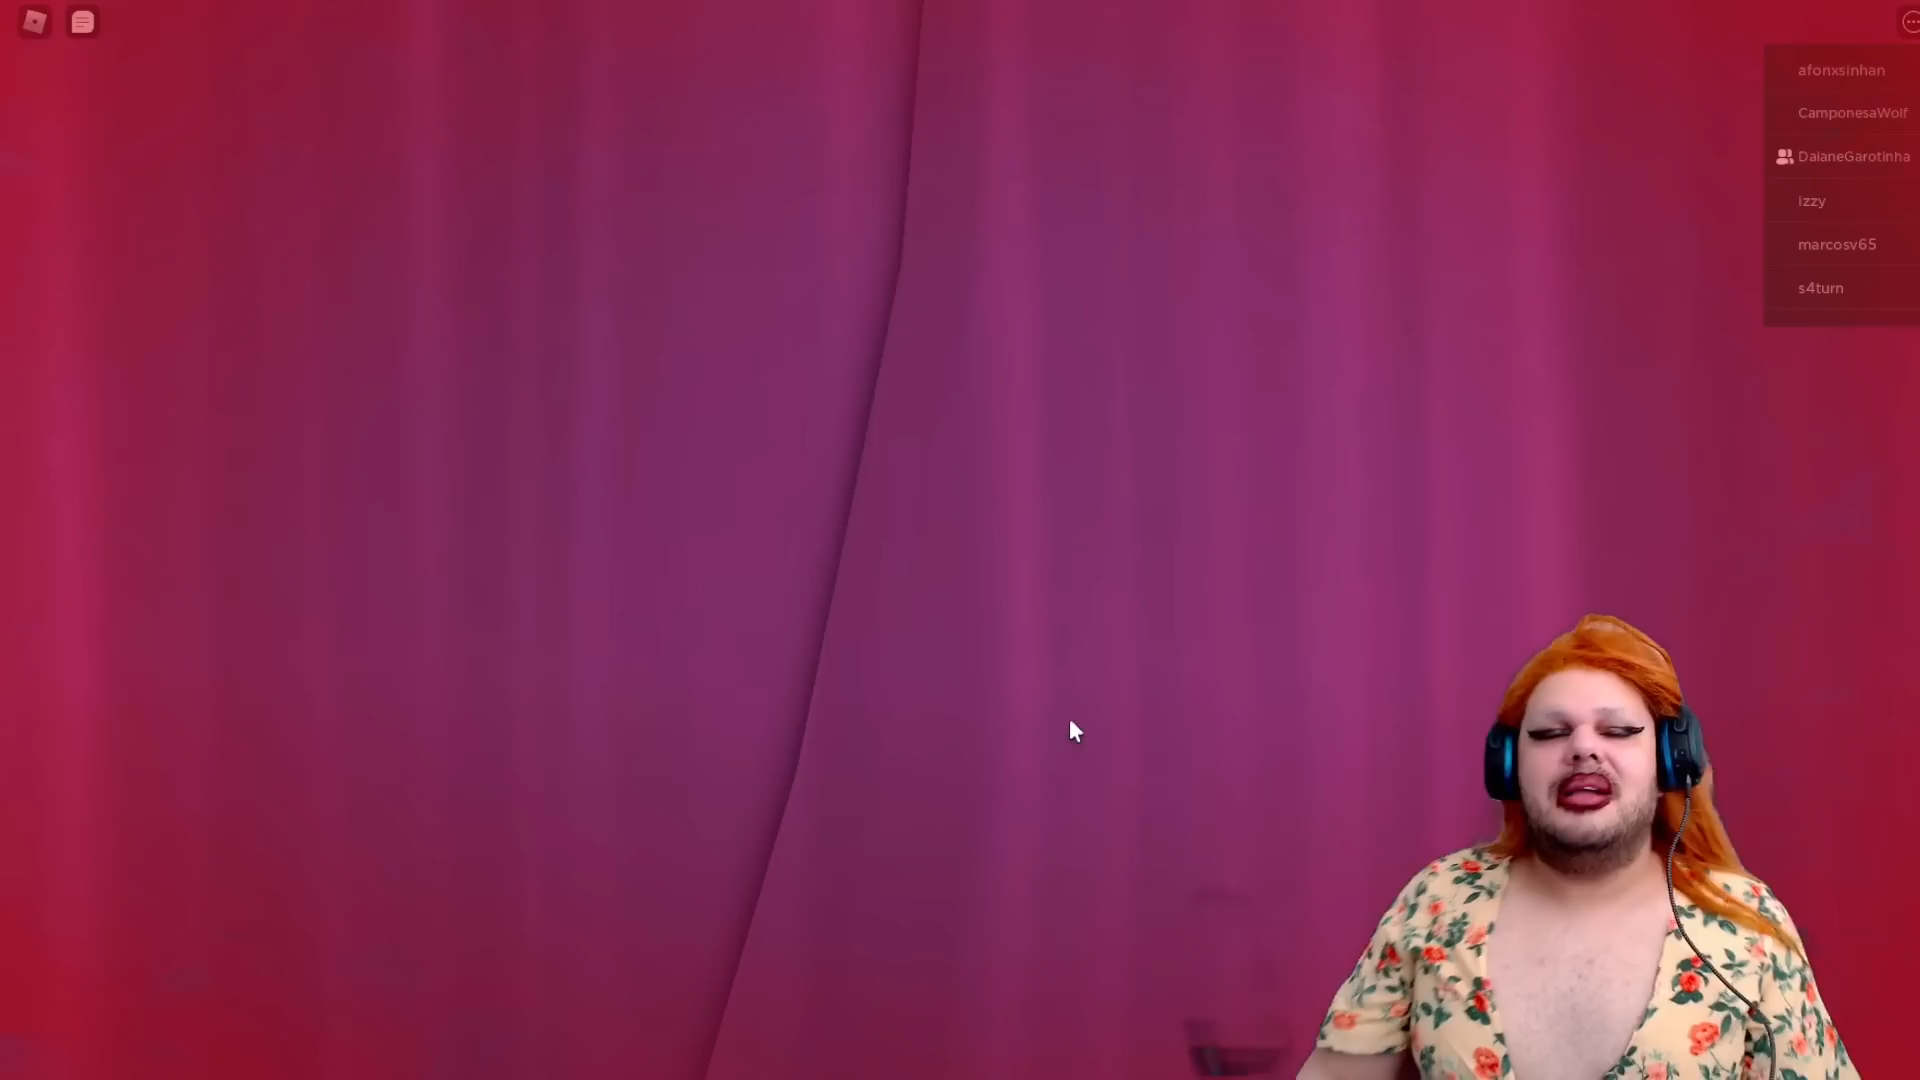 afonxsinhan
CamponesaWolf
DaianeGarotinha
izzy
marcosv65
s4turn